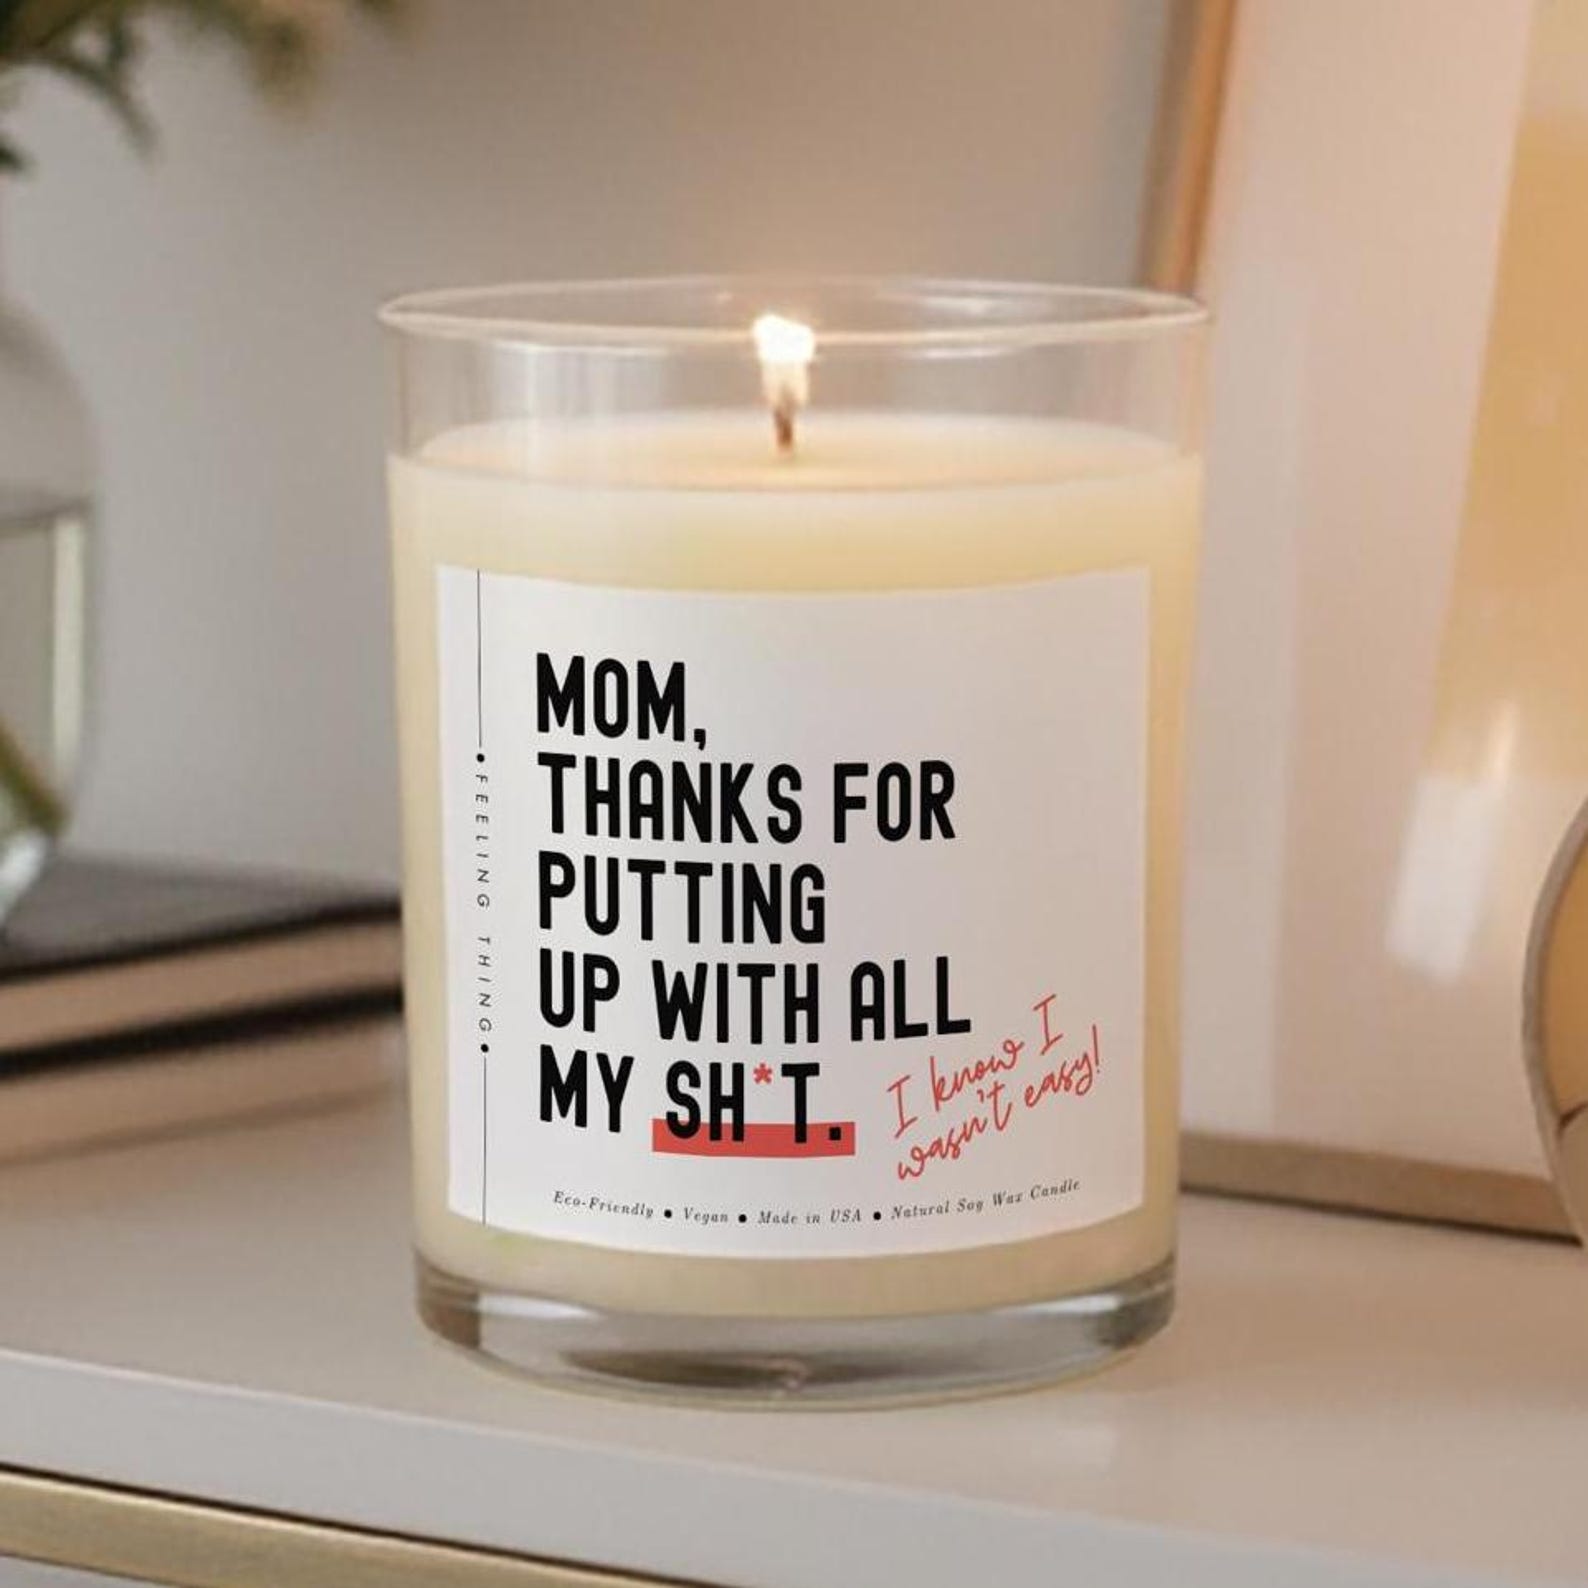 MOM,
THANKS FOR
PUTTING
UP WITH ALL
MY SH*T.
I know I
wasn't easy!
FEELING THING
Eco-Friendly • Vegan • Made in USA • Natural Soy Wax Candle